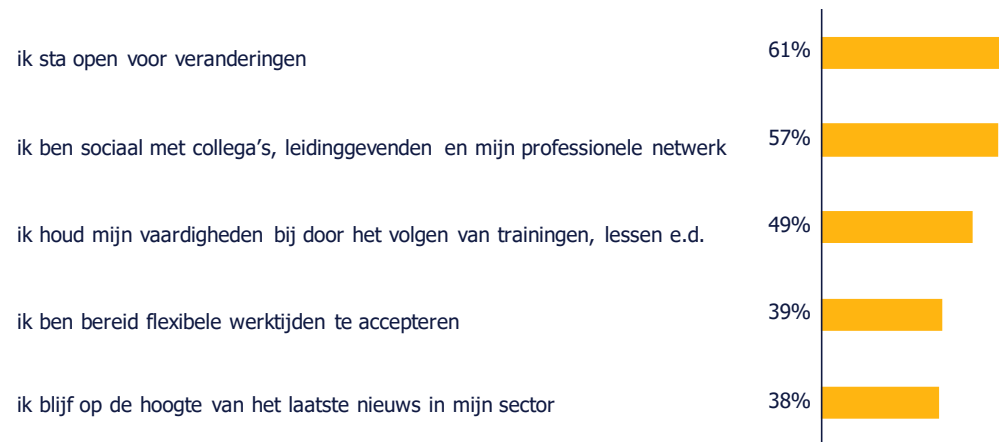 ik sta open voor veranderingen 61%
ik ben sociaal met collega's, leidinggevenden en mijn professionele netwerk 57%
ik houd mijn vaardigheden bij door het volgen van trainingen, lessen e.d. 49%
ik ben bereid flexibele werktijden te accepteren 39%
ik blijf op de hoogte van het laatste nieuws in mijn sector 38%